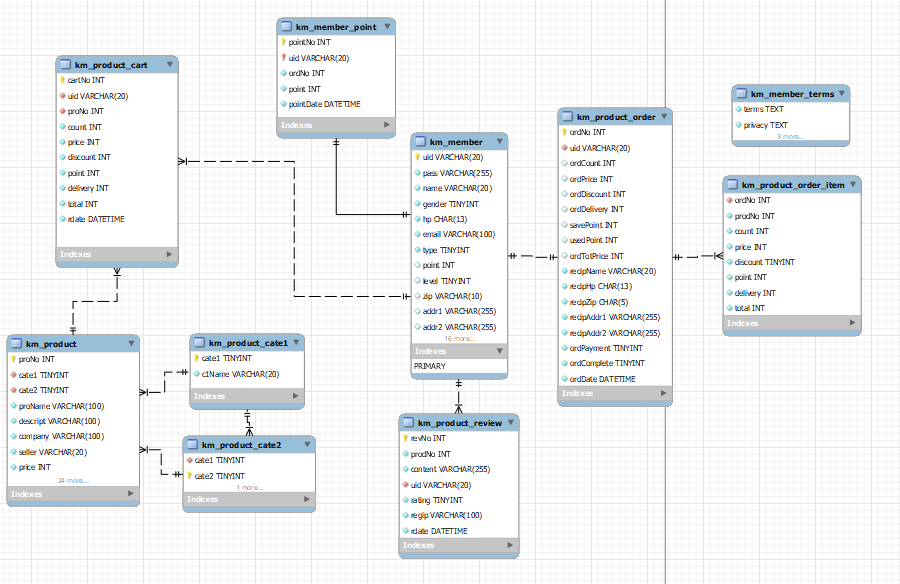 km_member_point
pointNo INT
uid VARCHAR(20)
ordNo INT
point INT
pointDate DATETIME
Indexes
km_product_cart
cartNo INT
uid VARCHAR(20)
proNo INT
count INT
price INT
discount INT
point INT
delivery INT
total INT
rdate DATETIME
Indexes
km_member
uid VARCHAR(20)
pass VARCHAR(255)
name VARCHAR(20)
gender TINYINT
hp CHAR(13)
email VARCHAR(100)
type TINYINT
point INT
level TINYINT
zip VARCHAR(10)
addr1 VARCHAR(255)
addr2 VARCHAR(255)
16 more...
Indexes
PRIMARY
km_product_order
ordNo INT
uid VARCHAR(20)
ordCount INT
ordPrice INT
ordDiscount INT
ordDelivery INT
savePoint INT
usedPoint INT
ordTotPrice INT
recipName VARCHAR(20)
recipHp CHAR(13)
recipZip CHAR(5)
recipAddr1 VARCHAR(255)
recipAddr2 VARCHAR(255)
ordPayment TINYINT
ordComplete TINYINT
ordDate DATETIME
Indexes
km_member_terms
terms TEXT
privacy TEXT
3 more...
km_product_order_item
ordNo INT
prodNo INT
count INT
price INT
discount TINYINT
point INT
delivery INT
total INT
Indexes
km_product
proNo INT
cate1 TINYINT
cate2 TINYINT
proName VARCHAR(100)
descript VARCHAR(100)
company VARCHAR(100)
seller VARCHAR(20)
price INT
24 more...
Indexes
km_product_cate1
cate1 TINYINT
c1Name VARCHAR(20)
Indexes
km_product_cate2
cate1 TINYINT
cate2 TINYINT
1 more...
Indexes
km_product_review
revNo INT
prodNo INT
content VARCHAR(255)
uid VARCHAR(20)
rating TINYINT
regip VARCHAR(100)
rdate DATETIME
Indexes